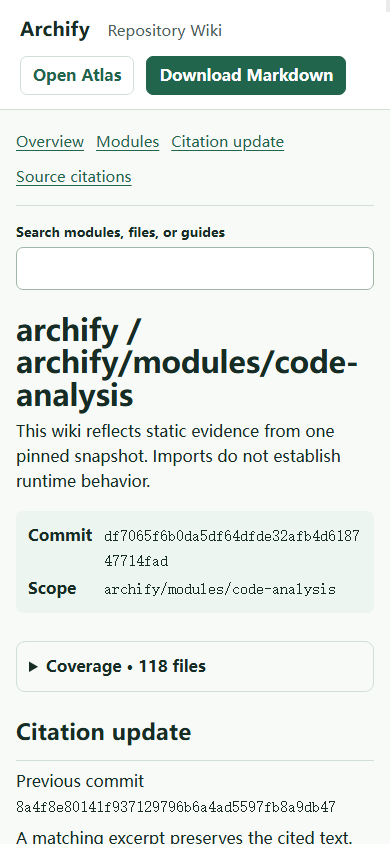 Archify Repository Wiki
Open Atlas Download Markdown
Overview Modules Citation update
Source citations
Search modules, files, or guides
archify /
archify/modules/code-
analysis
This wiki reflects static evidence from one
pinned snapshot. Imports do not establish
runtime behavior.
Commit df7065f6b0da5df64dfde32afb4d6187
47714fad
Scope archify/modules/code-analysis
Coverage • 118 files
Citation update
Previous commit
8a4f8e80141f937129796b6a4ad5597fb8a9db47
A matching excerpt preserves the cited text.